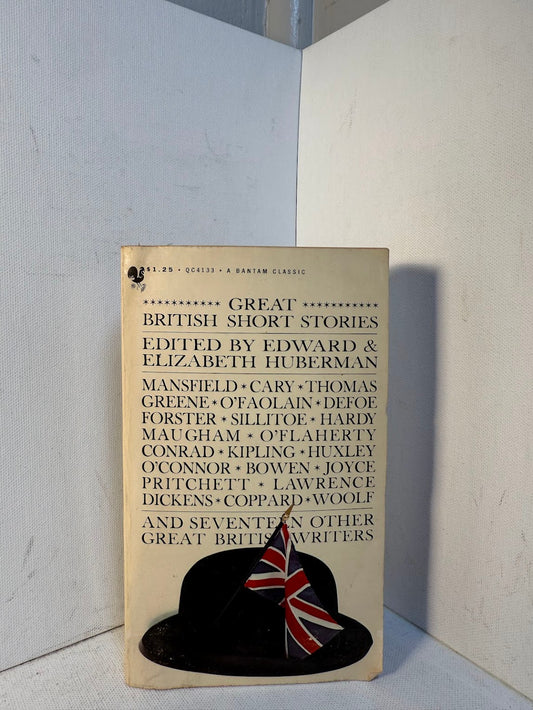 $1.25 • QC4133 • A BANTAM CLASSIC
********** GREAT **********
BRITISH SHORT STORIES
EDITED BY EDWARD &
ELIZABETH HUBERMAN
MANSFIELD * CARY * THOMAS
GREENE * O'FAOLAIN * DEFOE
FORSTER * SILLITOE * HARDY
MAUGHAM * O'FLAHERTY
CONRAD * KIPLING * HUXLEY
O'CONNOR * BOWEN * JOYCE
PRITCHETT * LAWRENCE
DICKENS * COPPARD * WOOLF
AND SEVENTEEN OTHER
GREAT BRITISH WRITERS